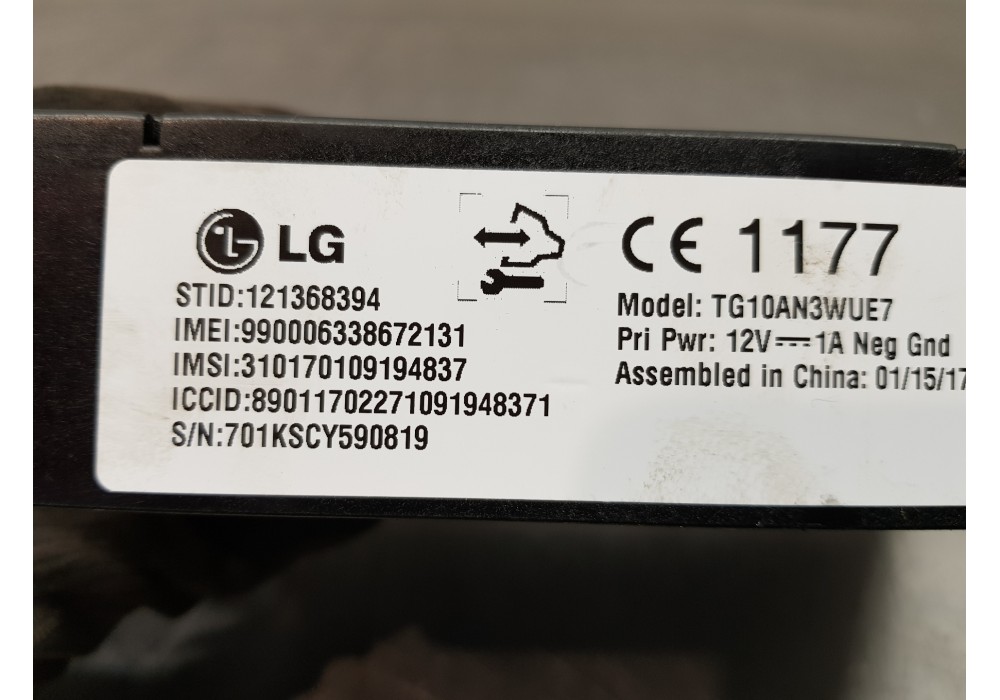 LG
STID:121368394
IMEI:990006338672131
IMSI:310170109194837
ICCID:89011702271091948371
S/N:701KSCY590819
CE 1177
Model: TG10AN3WUE7
Pri Pwr: 12V⎓1A Neg Gnd
Assembled in China: 01/15/17